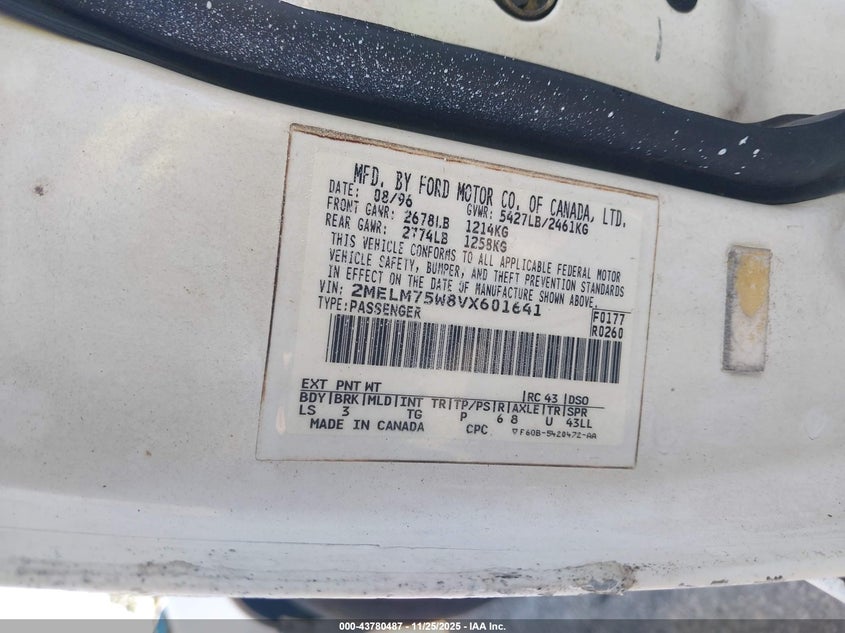 MFD. BY FORD MOTOR CO. OF CANADA, LTD.
DATE: 08/96 GVWR: 5427LB/2461KG
FRONT GAWR: 2678LB 1214KG
REAR GAWR: 2774LB 1258KG
THIS VEHICLE CONFORMS TO ALL APPLICABLE FEDERAL MOTOR
VEHICLE SAFETY, BUMPER, AND THEFT PREVENTION STANDARDS
IN EFFECT ON THE DATE OF MANUFACTURE SHOWN ABOVE.
VIN: 2MELM75W8VX601641
TYPE: PASSENGER
F0177
R0260
EXT PNT WT RC 43 DSO
BDY|BRK|MLD|INT TR|TP/PS|R|AXLE|TR|SPR
LS 3 TG P 6 8 U 43LL
MADE IN CANADA CPC ▽F60B-5420472-AA
000-43780487 - 11/25/2025 - IAA Inc.